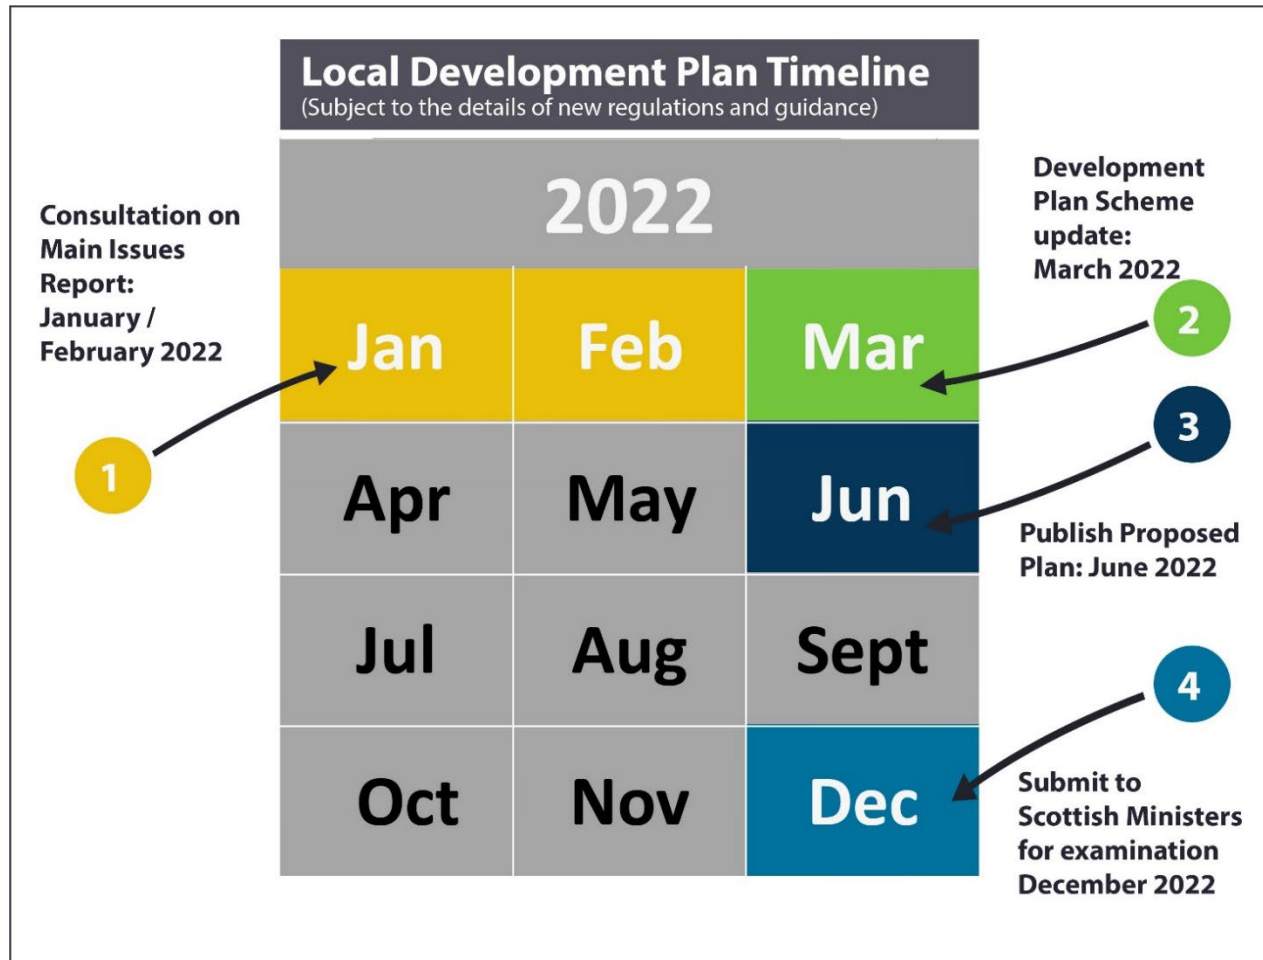 Local Development Plan Timeline
(Subject to the details of new regulations and guidance)
2022
Consultation on
Main Issues
Report:
January /
February 2022
1
Development
Plan Scheme
update:
March 2022
2
Jan Feb Mar
3
Apr May Jun
Publish Proposed
Plan: June 2022
Jul Aug Sept
4
Oct Nov Dec
Submit to
Scottish Ministers
for examination
December 2022